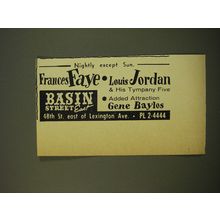 Nightly except Sun.
Frances Faye • Louis Jordan
& His Tympany Five
BASIN STREET East
• Added Attraction
Gene Baylos
48th St. east of Lexington Ave. • PL 2-4444